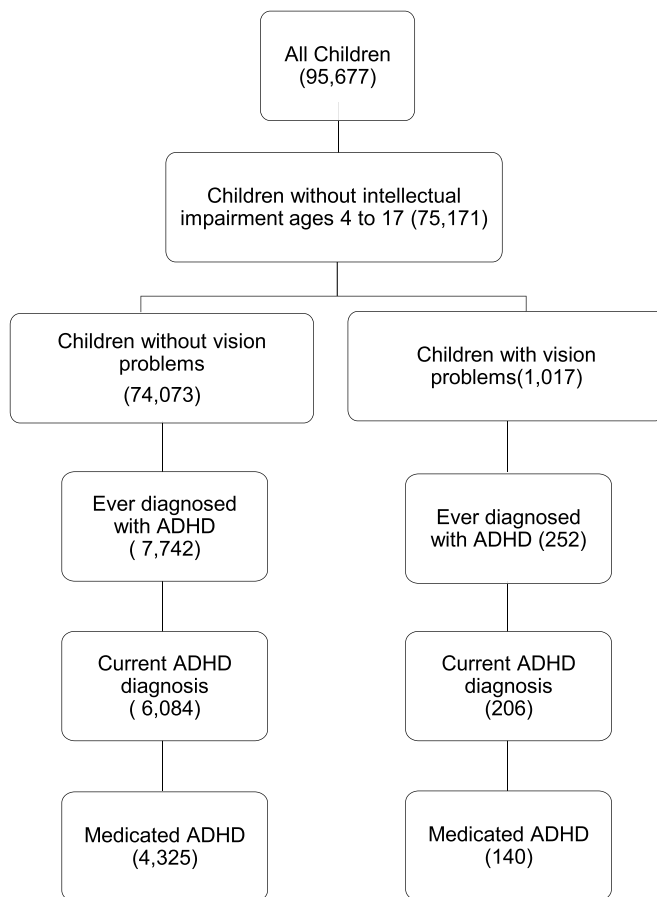 All Children
(95,677)
Children without intellectual
impairment ages 4 to 17 (75,171)
Children without vision
problems
(74,073)
Children with vision
problems(1,017)
Ever diagnosed
with ADHD
( 7,742)
Ever diagnosed
with ADHD (252)
Current ADHD
diagnosis
( 6,084)
Current ADHD
diagnosis
(206)
Medicated ADHD
(4,325)
Medicated ADHD
(140)